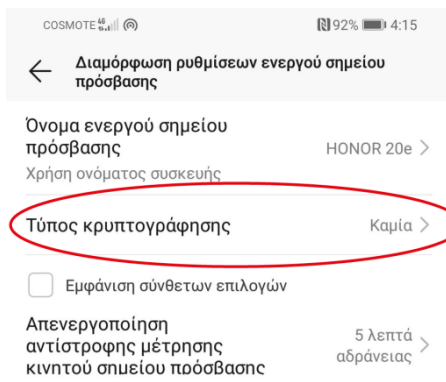 COSMOTE 46 92% 4:15
Διαμόρφωση ρυθμίσεων ενεργού σημείου
πρόσβασης
Όνομα ενεργού σημείου
πρόσβασης
HONOR 20e
Χρήση ονόματος συσκευής
Τύπος κρυπτογράφησης Καμία
Εμφάνιση σύνθετων επιλογών
Απενεργοποίηση
αντίστροφης μέτρησης
κινητού σημείου πρόσβασης
5 λεπτά
αδράνειας